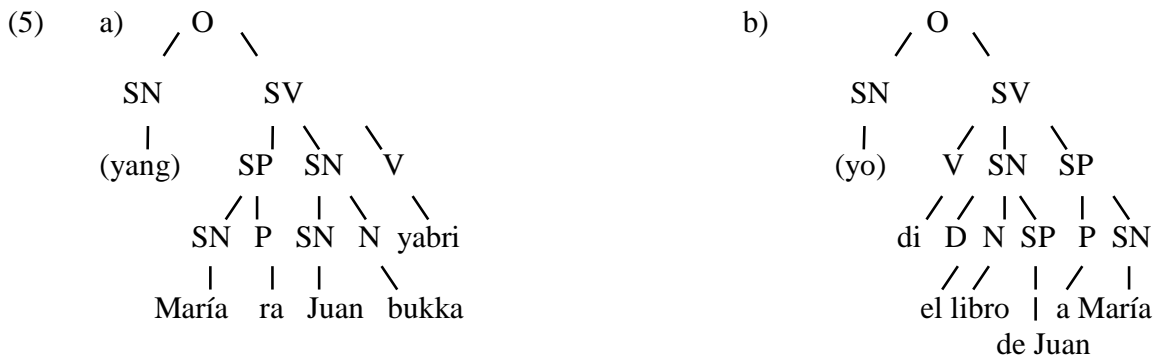 (5) a) O b) O
SN SV SN SV
(yang) SP SN V (yo) V SN SP
SN P SN N yabri di D N SP P SN
María ra Juan bukka el libro a María
de Juan